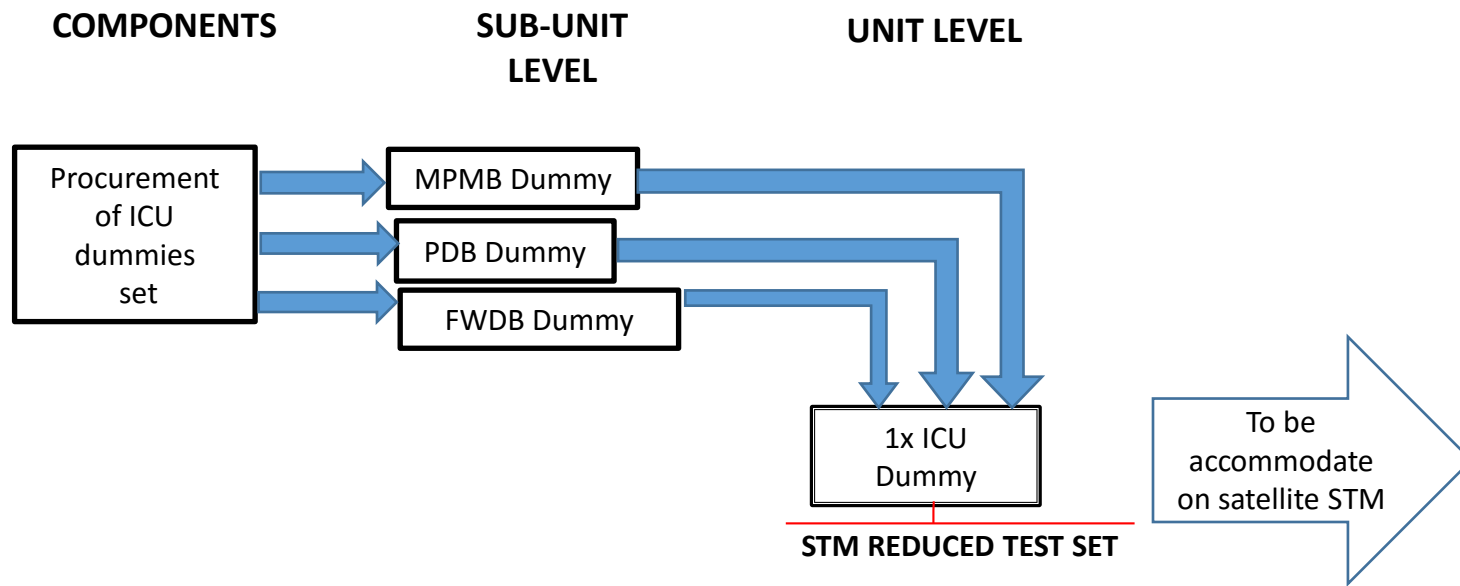 COMPONENTS
SUB-UNIT
LEVEL
UNIT LEVEL
Procurement
of ICU
dummies
set
MPMB Dummy
PDB Dummy
FWDB Dummy
1x ICU
Dummy
STM REDUCED TEST SET
To be
accommodate
on satellite STM